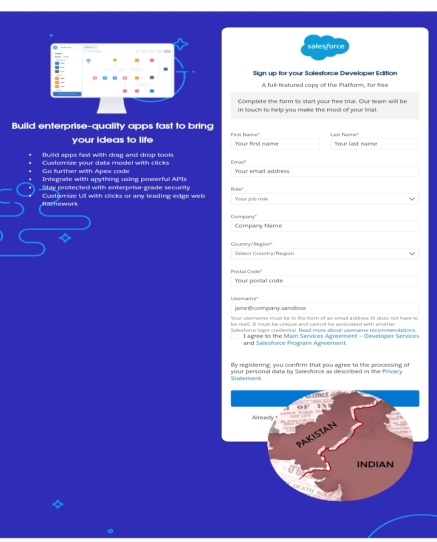 Build enterprise-quality apps fast to bring
your ideas to life
Build apps fast with drag and drop tools
Customize your data model with clicks
Go further with Apex code
Integrate with anything using powerful APIs
Stay protected with enterprise-grade security
Customize UI with clicks or any leading-edge web
framework
salesforce
Sign up for your Salesforce Developer Edition
A full-featured copy of the Platform, for free
Complete the form to start your free trial. Our team will
be in touch to help you make the most of your trial.
First Name* Last Name*
Your first name Your last name
Email*
Your email address
Role*
Your job role
Company*
Company Name
Country/Region*
Select Country/Region
Postal Code*
Your postal code
Username*
jane@company.sandbox
Your username must be in the form of an email address (it does not have to
be real). It must be unique and cannot be associated with another
Salesforce login credential. Read more about username recommendations.
I agree to the Main Services Agreement – Developer Services
and Salesforce Program Agreement.
By registering, you confirm that you agree to the processing of
your personal data by Salesforce as described in the Privacy
Statement.
Already
PAKISTAN
INDIAN